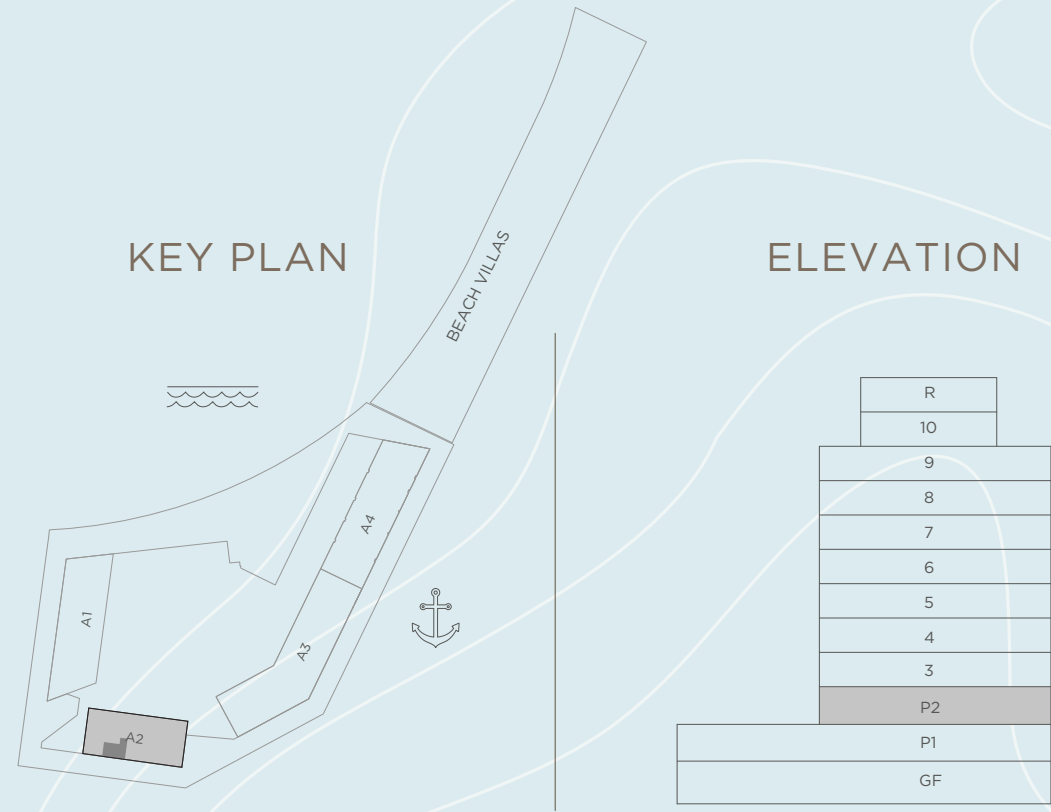 KEY PLAN
BEACH VILLAS
A4
A3
A1
A2
ELEVATION
R
10
9
8
7
6
5
4
3
P2
P1
GF